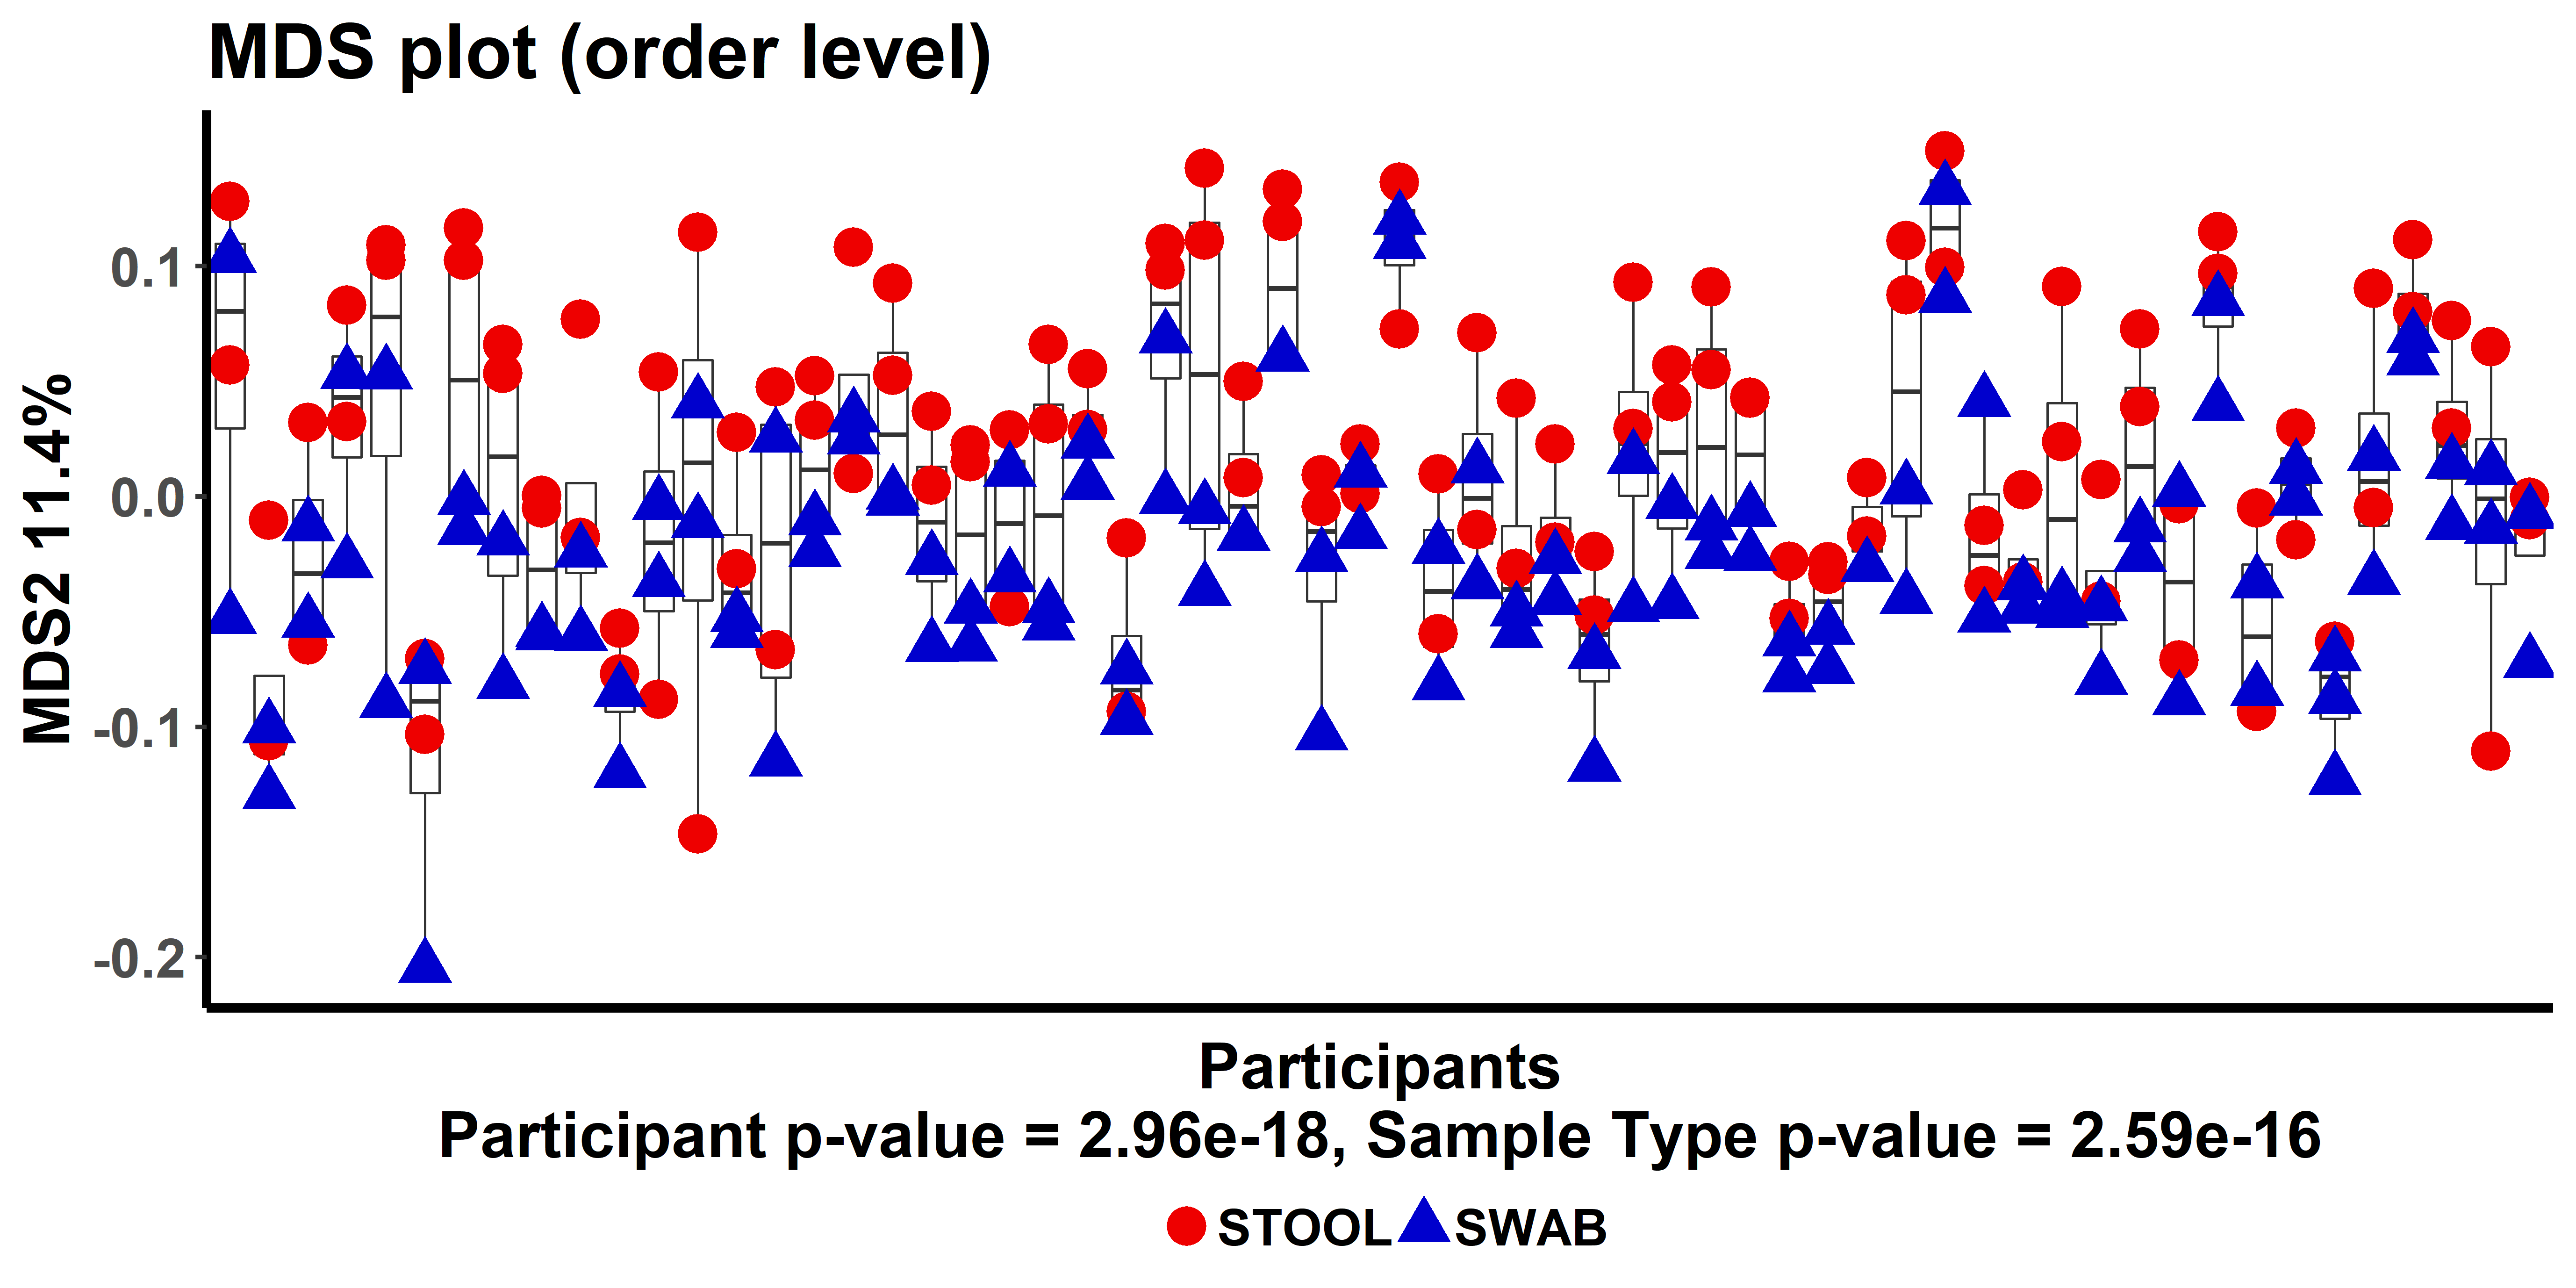 MDS plot (order level)
MDS2 11.4%
0.1
0.0
-0.1
-0.2
Participants
Participant p-value = 2.96e-18, Sample Type p-value = 2.59e-16
STOOL SWAB